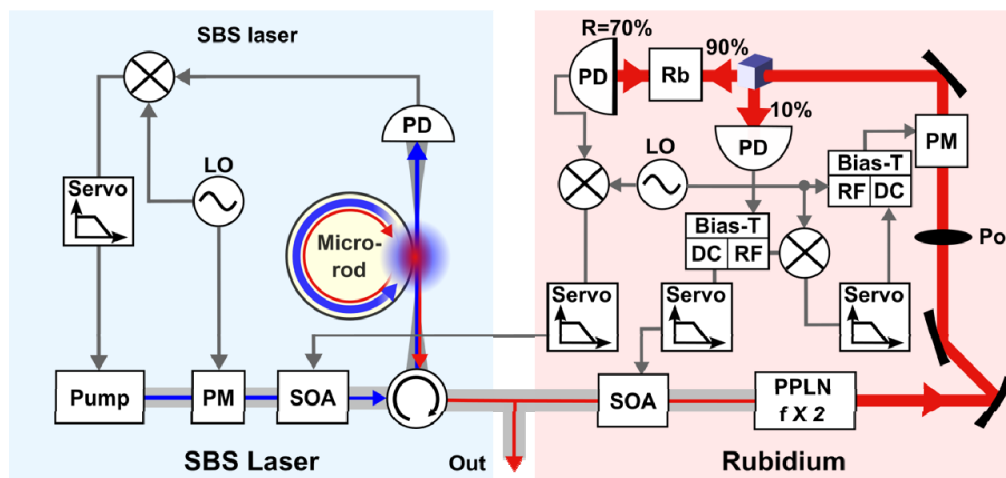 SBS laser
R=70%
90%
PD
Rb
10%
PD
PD
PM
LO
LO
Bias-T
RF DC
Servo
Bias-T
DC RF
Po
Micro-
rod
Servo
Servo
Servo
Pump
PM
SOA
SOA
PPLN
f X 2
SBS Laser
Out
Rubidium